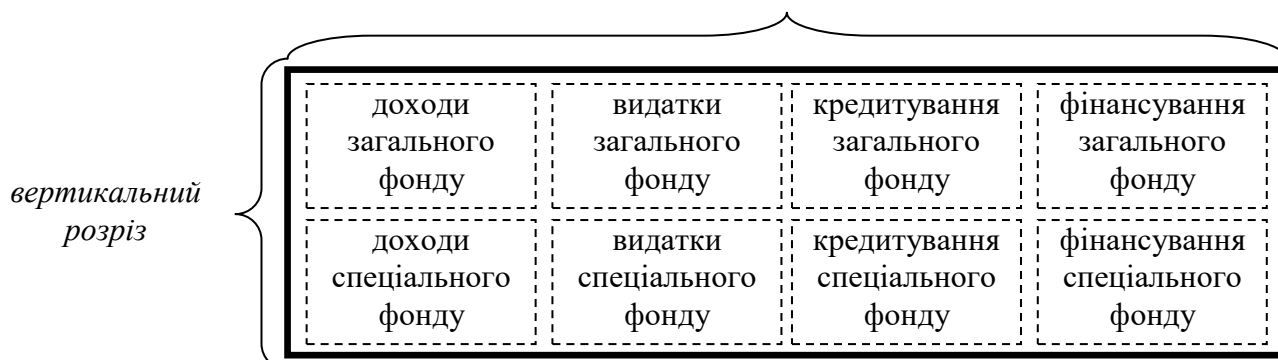 доходи
загального
фонду
видатки
загального
фонду
кредитування
загального
фонду
фінансування
загального
фонду
вертикальний
розріз
доходи
спеціального
фонду
видатки
спеціального
фонду
кредитування
спеціального
фонду
фінансування
спеціального
фонду